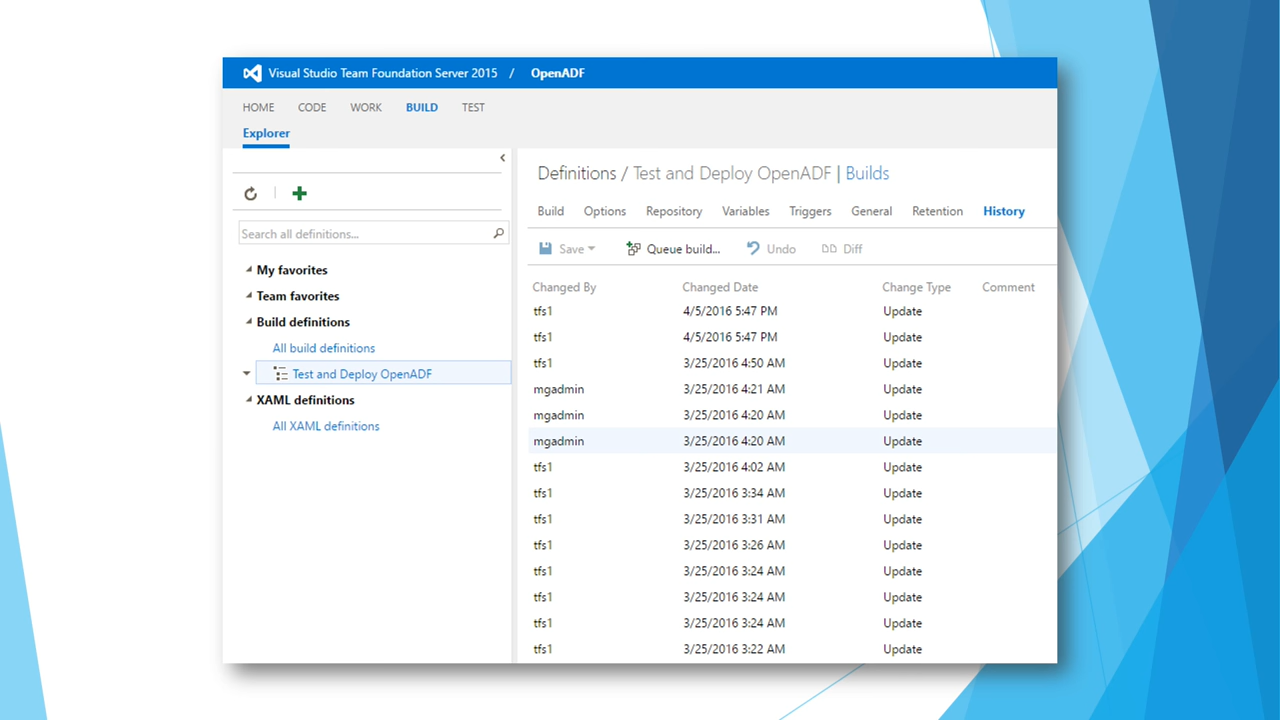 Visual Studio Team Foundation Server 2015 / OpenADF
HOME CODE WORK BUILD TEST
Explorer
Search all definitions...
My favorites
Team favorites
Build definitions
All build definitions
Test and Deploy OpenADF
XAML definitions
All XAML definitions
Definitions / Test and Deploy OpenADF | Builds
Build Options Repository Variables Triggers General Retention History
Save Queue build... Undo Diff
Changed By Changed Date Change Type Comment
tfs1 4/5/2016 5:47 PM Update
tfs1 4/5/2016 5:47 PM Update
tfs1 3/25/2016 4:50 AM Update
mgadmin 3/25/2016 4:21 AM Update
mgadmin 3/25/2016 4:20 AM Update
mgadmin 3/25/2016 4:20 AM Update
tfs1 3/25/2016 4:02 AM Update
tfs1 3/25/2016 3:34 AM Update
tfs1 3/25/2016 3:31 AM Update
tfs1 3/25/2016 3:26 AM Update
tfs1 3/25/2016 3:24 AM Update
tfs1 3/25/2016 3:24 AM Update
tfs1 3/25/2016 3:24 AM Update
tfs1 3/25/2016 3:22 AM Update